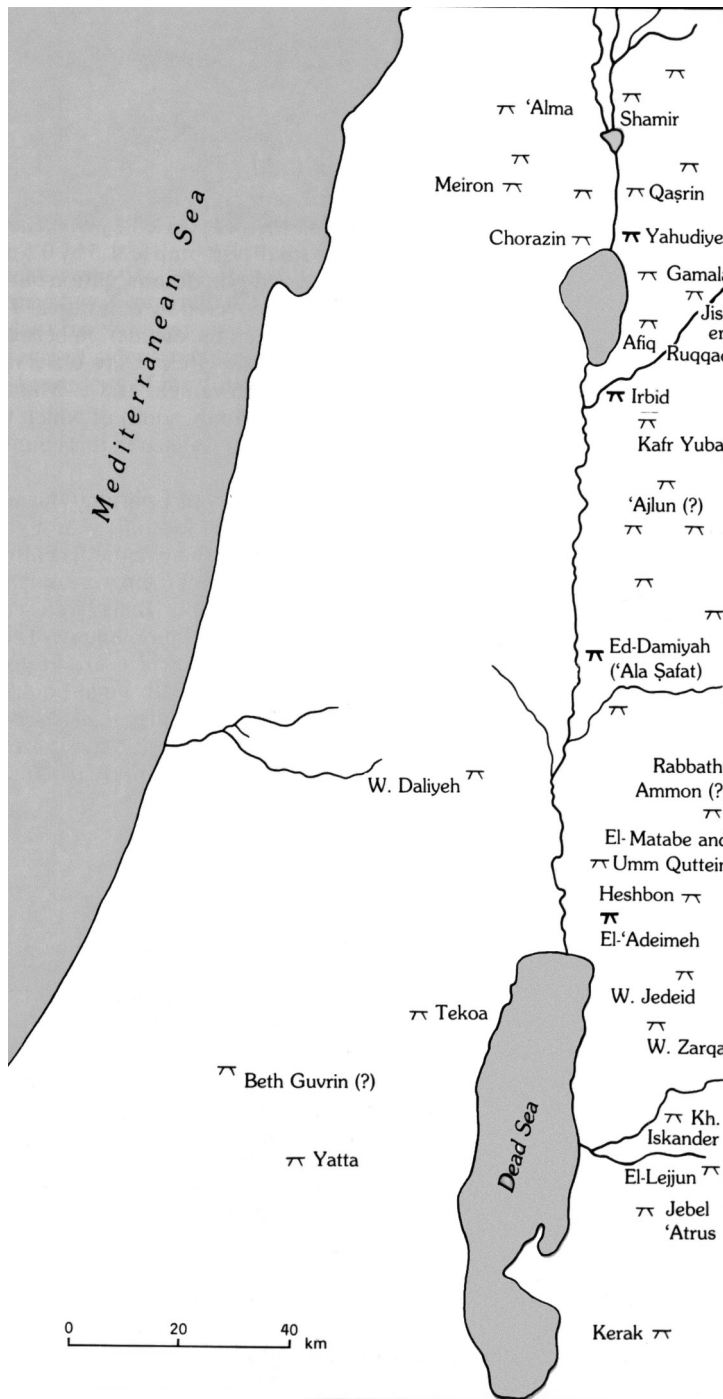 ‘Alma
Shamir
Meiron
Qaṣrin
Chorazin
Yahudiye
Gamala
Jis
er
Afiq
Ruqqad
Mediterranean Sea
Irbid
Kafr Yuba
‘Ajlun (?)
Ed-Damiyah
(‘Ala Ṣafat)
W. Daliyeh
Rabbath
Ammon (?
El-Matabe and
Umm Qutteir
Heshbon
El-‘Adeimeh
W. Jedeid
Tekoa
W. Zarqa
Beth Guvrin (?)
Kh.
Iskander
Yatta
Dead Sea
El-Lejjun
Jebel
‘Atrus
0 20 40
km
Kerak